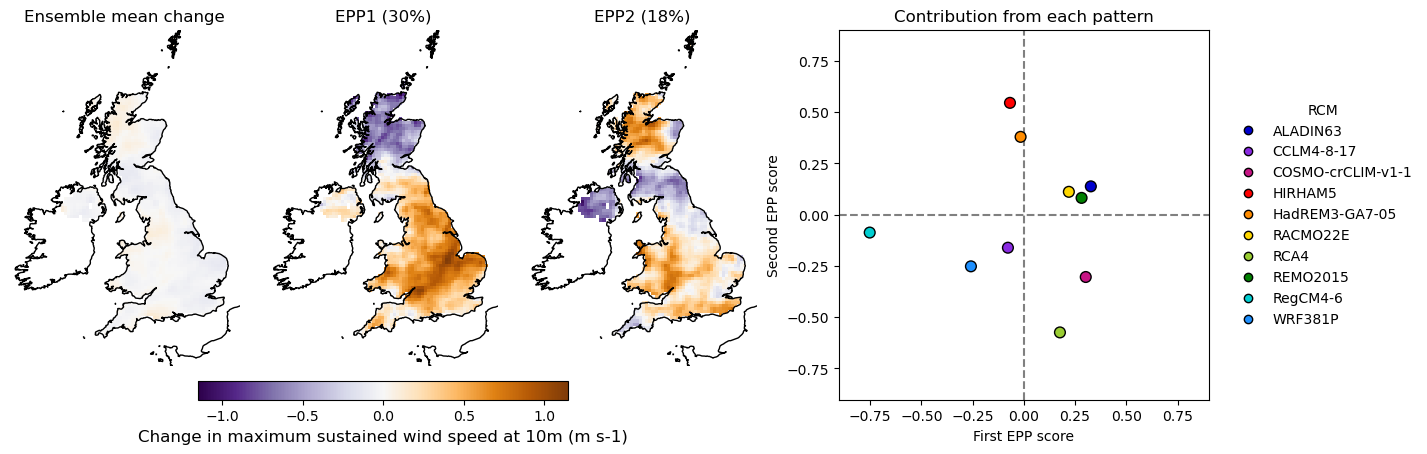 Ensemble mean change
EPP1 (30%)
EPP2 (18%)
−1.0 −0.5 0.0 0.5 1.0
Change in maximum sustained wind speed at 10m (m s-1)
Contribution from each pattern
Second EPP score
0.75
0.50
0.25
0.00
−0.25
−0.50
−0.75
−0.75 −0.50 −0.25 0.00 0.25 0.50 0.75
First EPP score
RCM
ALADIN63
CCLM4-8-17
COSMO-crCLIM-v1-1
HIRHAM5
HadREM3-GA7-05
RACMO22E
RCA4
REMO2015
RegCM4-6
WRF381P